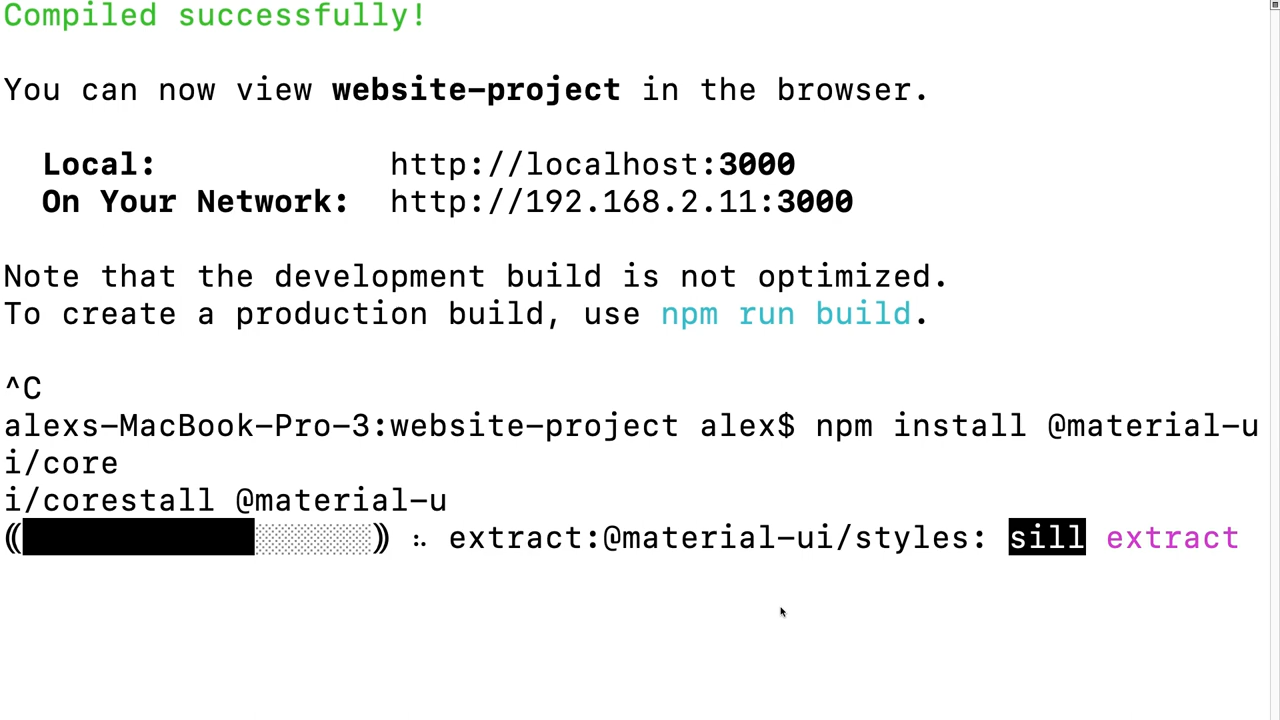 Compiled successfully!
You can now view website-project in the browser.
Local: http://localhost:3000
On Your Network: http://192.168.2.11:3000
Note that the development build is not optimized.
To create a production build, use npm run build.
^C
alexs-MacBook-Pro-3:website-project alex$ npm install @material-u
i/core
i/corestall @material-u
(( )) :. extract:@material-ui/styles: sill extract